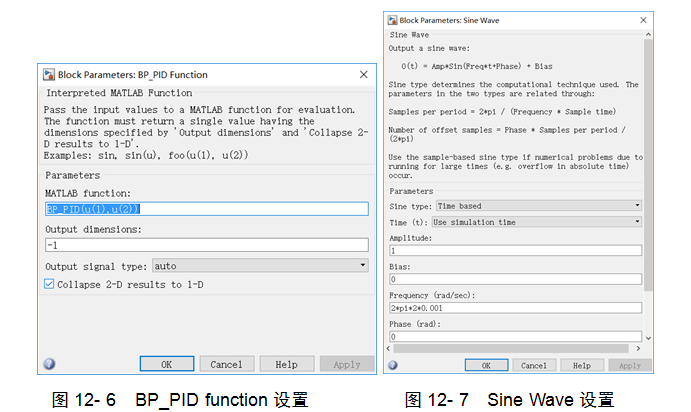 Block Parameters: BP_PID Function
Interpreted MATLAB Function
Pass the input values to a MATLAB function for evaluation.
The function must return a single value having the
dimensions specified by 'Output dimensions' and 'Collapse 2-
D results to 1-D'.
Examples: sin, sin(u), foo(u(1), u(2))
Parameters
MATLAB function:
BP_PID(u(1),u(2))
Output dimensions:
-1
Output signal type: auto
Collapse 2-D results to 1-D
OK Cancel Help Apply
图 12- 6 BP_PID function 设置
Block Parameters: Sine Wave
Sine Wave
Output a sine wave:
O(t) = Amp*Sin(Freq*t+Phase) + Bias
Sine type determines the computational technique used. The
parameters in the two types are related through:
Samples per period = 2*pi / (Frequency * Sample time)
Number of offset samples = Phase * Samples per period /
(2*pi)
Use the sample-based sine type if numerical problems due to
running for large times (e.g. overflow in absolute time)
occur.
Parameters
Sine type: Time based
Time (t): Use simulation time
Amplitude:
1
Bias:
0
Frequency (rad/sec):
2*pi*2*0.001
Phase (rad):
0
OK Cancel Help Apply
图 12- 7 Sine Wave 设置